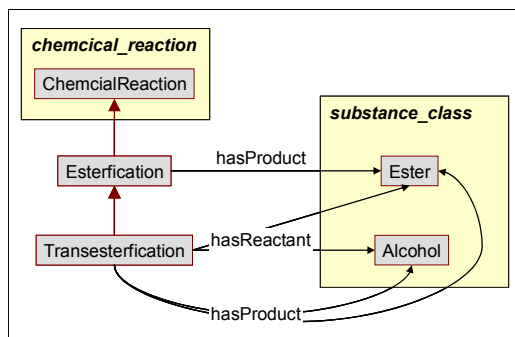 chemcical_reaction
ChemcialReaction
substance_class
hasProduct
Esterfication
Ester
hasReactant
Transesterfication
Alcohol
hasProduct